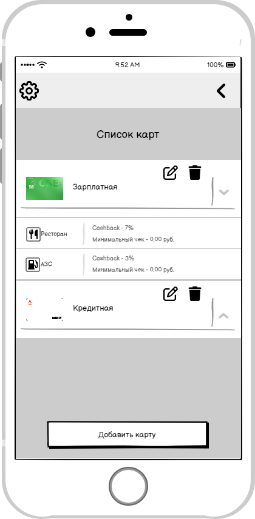 9:52 AM
100%
Список карт
Зарплатная
Ресторан
Cashback - 7%
Минимальный чек - 0,00 руб.
АЗС
Cashback - 3%
Минимальный чек - 0,00 руб.
Кредитная
Добавить карту